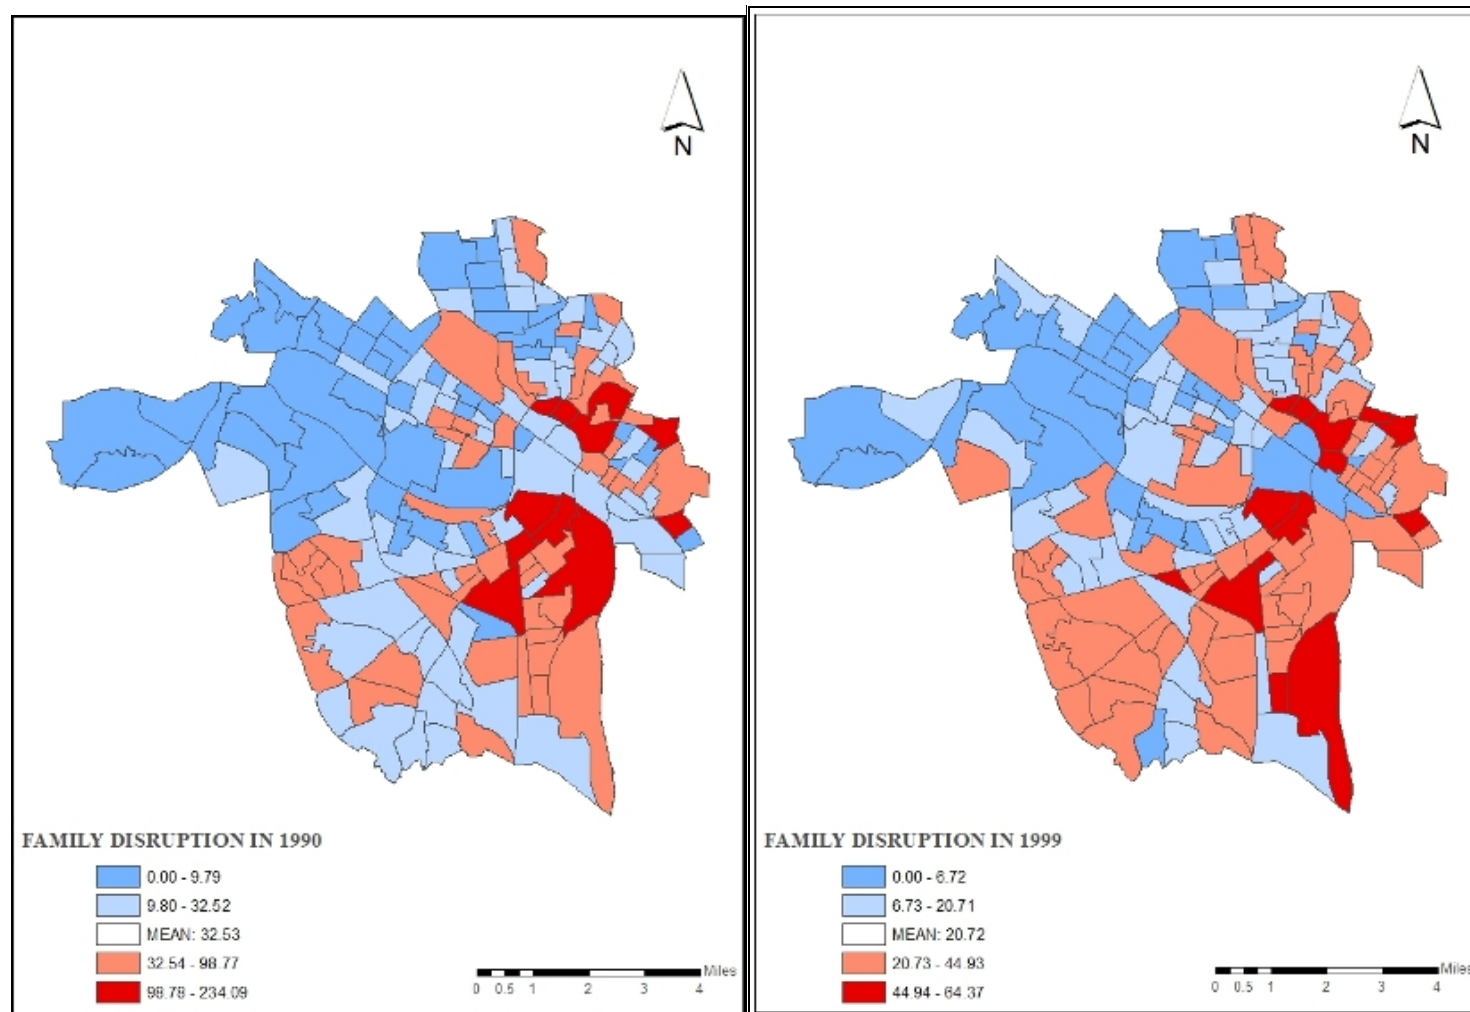 N
FAMILY DISRUPTION IN 1990
0.00 - 9.79
9.80 - 32.52
MEAN: 32.53
32.54 - 98.77
98.78 - 234.09
Miles
0 0.5 1 2 3 4
N
FAMILY DISRUPTION IN 1999
0.00 - 6.72
6.73 - 20.71
MEAN: 20.72
20.73 - 44.93
44.94 - 64.37
Miles
0 0.5 1 2 3 4